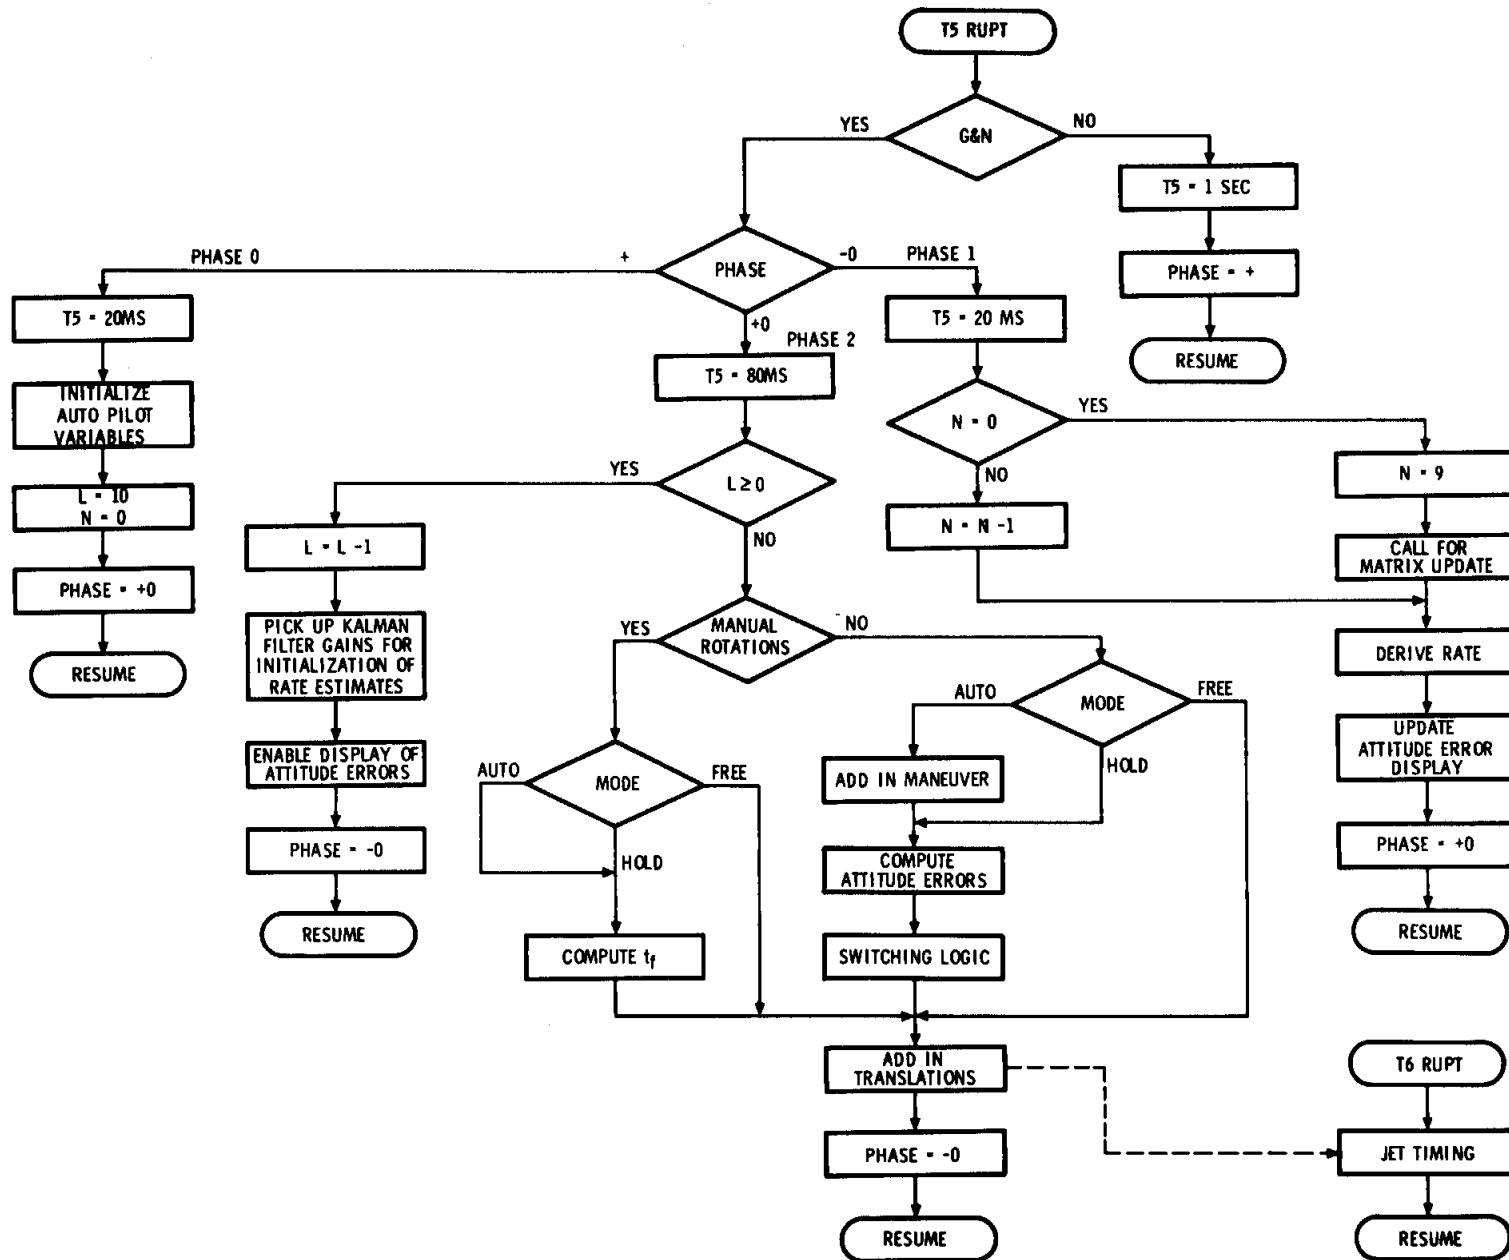 T5 RUPT
G&N
YES
NO
T5 = 1 SEC
PHASE = +
RESUME
PHASE
PHASE 0
+
-0
PHASE 1
+0
PHASE 2
T5 = 20MS
INITIALIZE
AUTO PILOT
VARIABLES
L = 10
N = 0
PHASE = +0
RESUME
T5 = 80MS
L ≥ 0
YES
NO
L = L -1
PICK UP KALMAN
FILTER GAINS FOR
INITIALIZATION OF
RATE ESTIMATES
ENABLE DISPLAY OF
ATTITUDE ERRORS
PHASE = -0
RESUME
MANUAL
ROTATIONS
YES
NO
MODE
AUTO
FREE
HOLD
COMPUTE tf
MODE
AUTO
FREE
HOLD
ADD IN MANEUVER
COMPUTE
ATTITUDE ERRORS
SWITCHING LOGIC
ADD IN
TRANSLATIONS
PHASE = -0
RESUME
T5 = 20 MS
N = 0
YES
NO
N = N -1
N = 9
CALL FOR
MATRIX UPDATE
DERIVE RATE
UPDATE
ATTITUDE ERROR
DISPLAY
PHASE = +0
RESUME
T6 RUPT
JET TIMING
RESUME